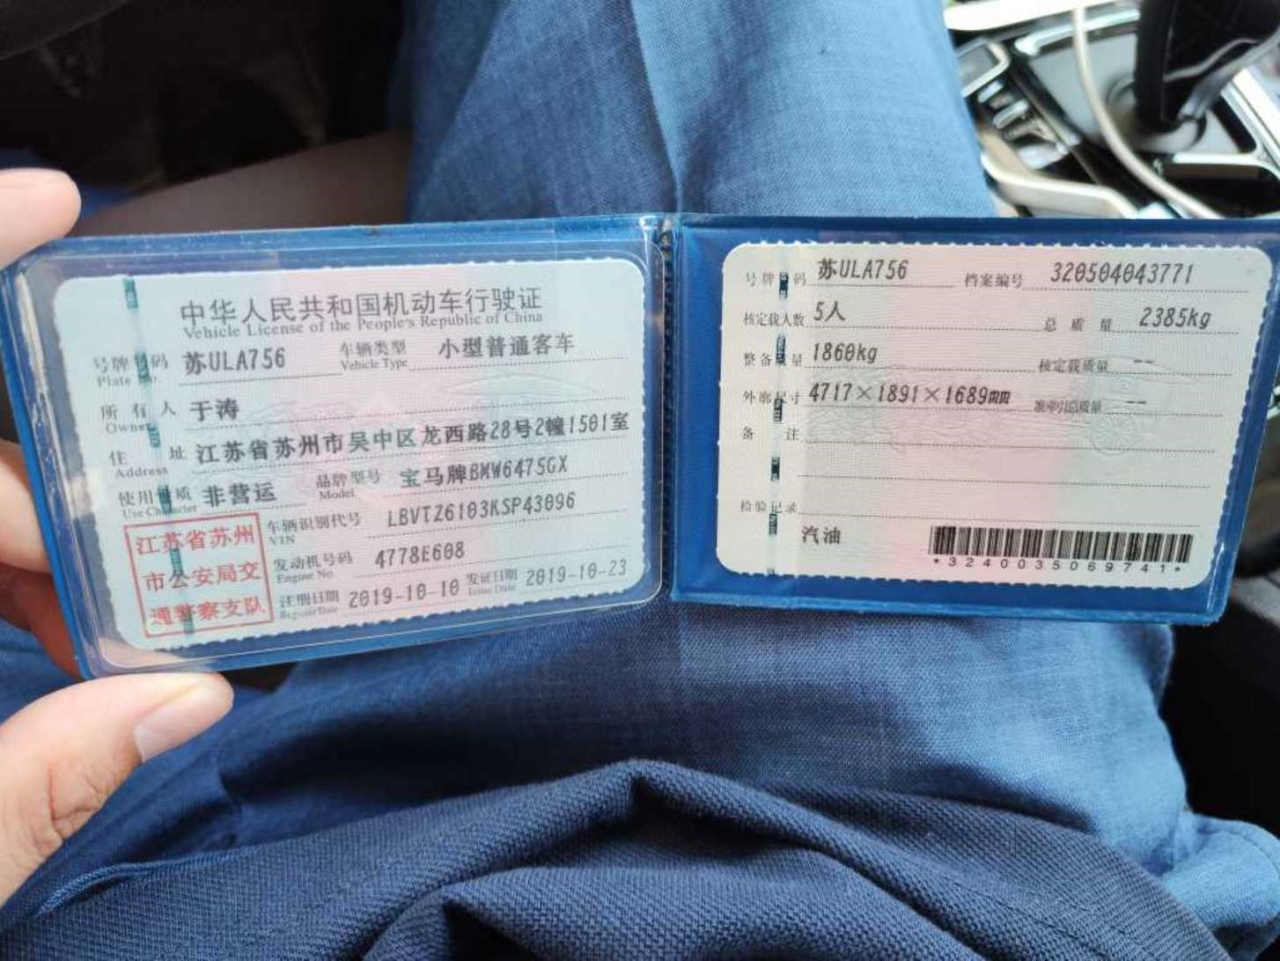 中华人民共和国机动车行驶证
Vehicle License of the People's Republic of China
号牌号码 苏ULA756 车辆类型 小型普通客车
Plate No. Vehicle Type
所有人 于涛
Owner
住址 江苏省苏州市吴中区龙西路28号2幢1501室
Address
使用性质 非营运 品牌型号 宝马牌BMW6475GX
Use Character Model
车辆识别代号 LBVTZ6103KSP43096
VIN
发动机号码 4778E608
Engine No.
注册日期 2019-10-10 发证日期 2019-10-23
Register Date Issue Date
江苏省苏州
市公安局交
通警察支队
号牌号码 苏ULA756 档案编号 320504043771
核定载人数 5人 总质量 2385kg
整备质量 1860kg 核定载质量 --
外廓尺寸 4717×1891×1689mm 准牵引总质量 --
备注
检验记录
汽油
*3240035069741*